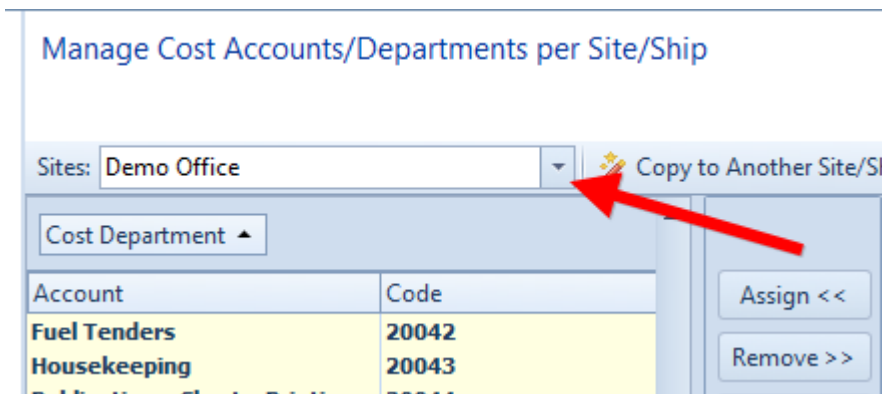 Manage Cost Accounts/Departments per Site/Ship
Sites: Demo Office Copy to Another Site/
Cost Department
Account Code
Fuel Tenders 20042
Assign <<
Housekeeping 20043
Remove >>